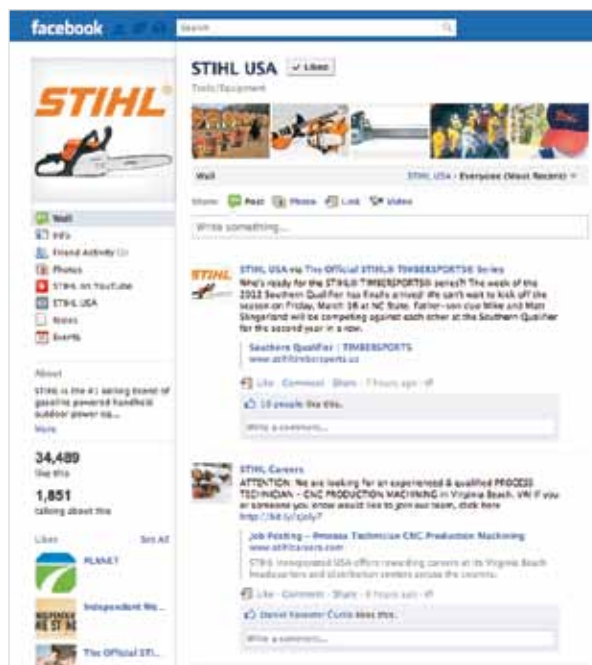 facebook
Search
STIHL
STIHL USA
Liked
Tools/Equipment
Wall
STIHL USA · Everyone (Most Recent)
Share: Post Photo Link Video
Write something...
Wall
Info
Friend Activity
Photos
STIHL on YouTube
STIHL USA
Notes
Events
About
STIHL is the #1 selling brand of
gasoline powered handheld
outdoor power eq...
More
34,489
like this
1,851
talking about this
Likes See All
PLANET
Independent We...
The Official STI...
STIHL
STIHL USA via The Official STIHL® TIMBERSPORTS® Series
Who's ready for the STIHL® TIMBERSPORTS® series?! The week of the
2012 Southern Qualifier has finally arrived! We can't wait to kick off the
season on Friday, March 16 at NC State. Father-son duo Mike and Matt
Slingerland will be competing against each other at the Southern Qualifier
for the second year in a row.
Southern Qualifier | TIMBERSPORTS
www.stihltimbersports.us
Like · Comment · Share · 7 hours ago
10 people like this.
Write a comment...
STIHL Careers
ATTENTION: We are looking for an experienced & qualified PROCESS
TECHNICIAN - CNC PRODUCTION MACHINING in Virginia Beach, VA! If you
or someone you know would like to join our team, click here
Job Posting - Process Technician CNC Production Machining
www.stihlcareers.com
STIHL Incorporated USA offers rewarding careers at its Virginia Beach
headquarters and distribution centers across the country.
Like · Comment · Share · hours ago
Daniel Curtis likes this.
Write a comment...